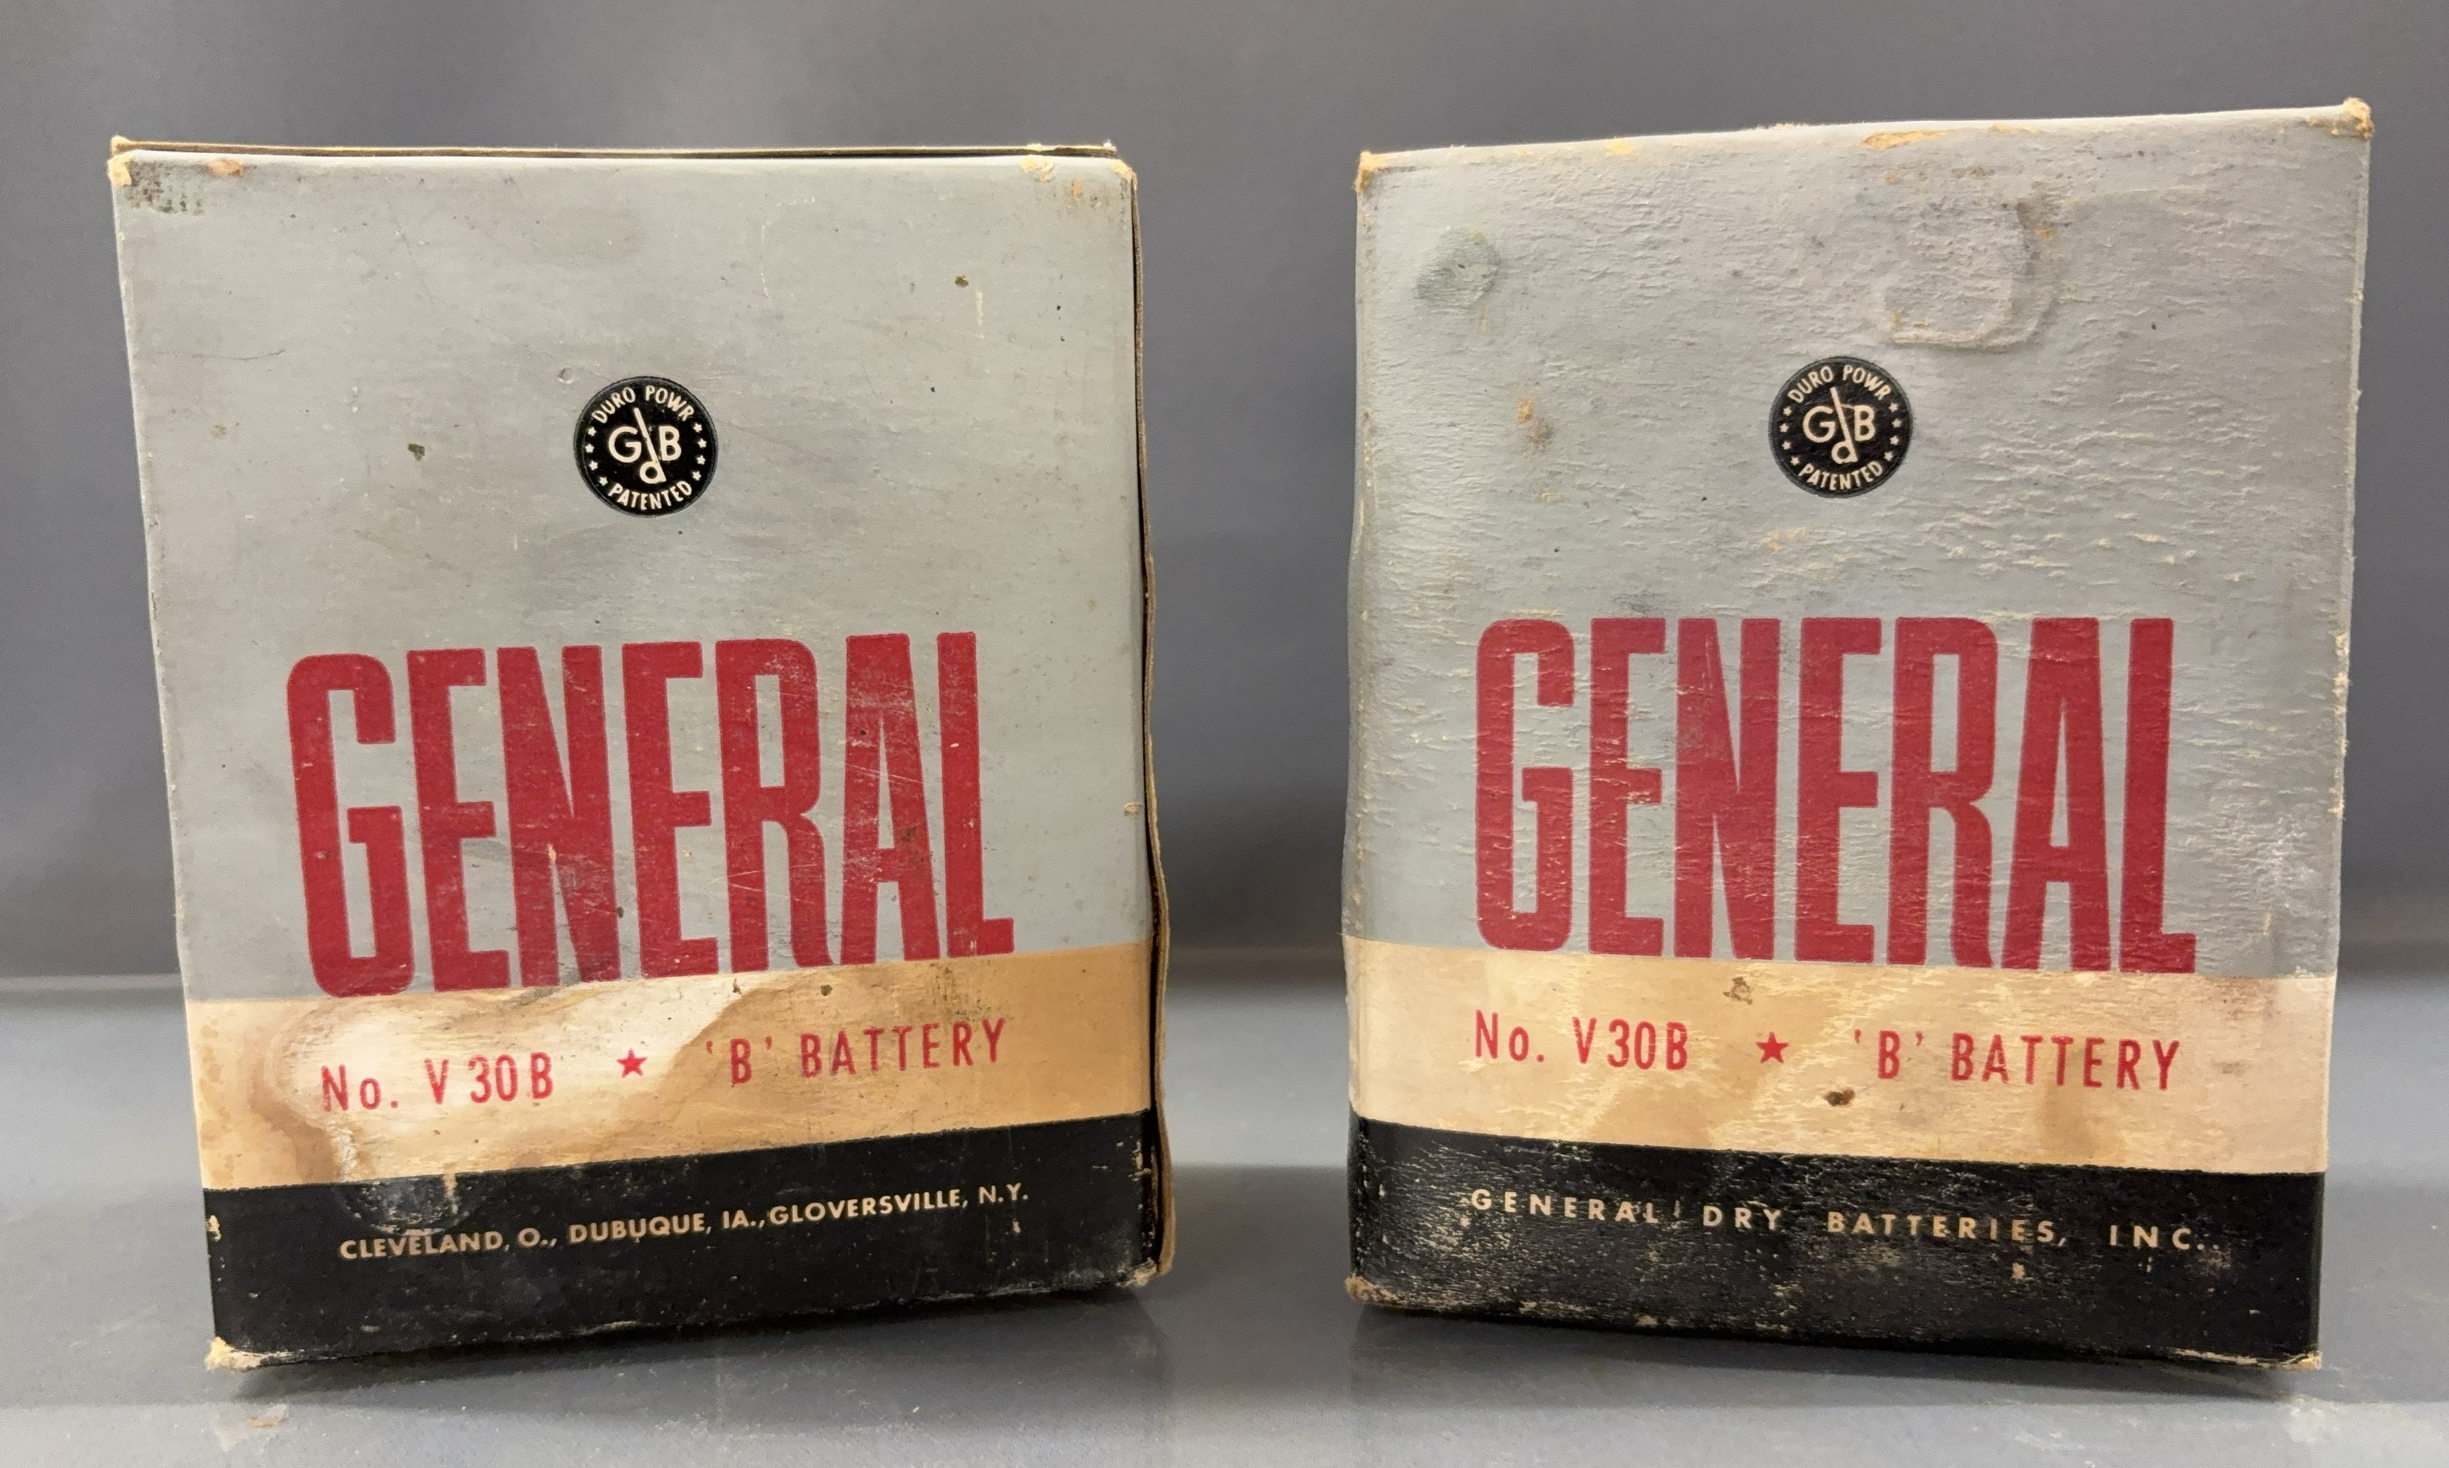 DURO POWR
GdB
PATENTED
GENERAL
No. V30B ★ 'B' BATTERY
CLEVELAND, O., DUBUQUE, IA., GLOVERSVILLE, N.Y.
DURO POWR
GdB
PATENTED
GENERAL
No. V30B ★ 'B' BATTERY
GENERAL DRY BATTERIES, INC.